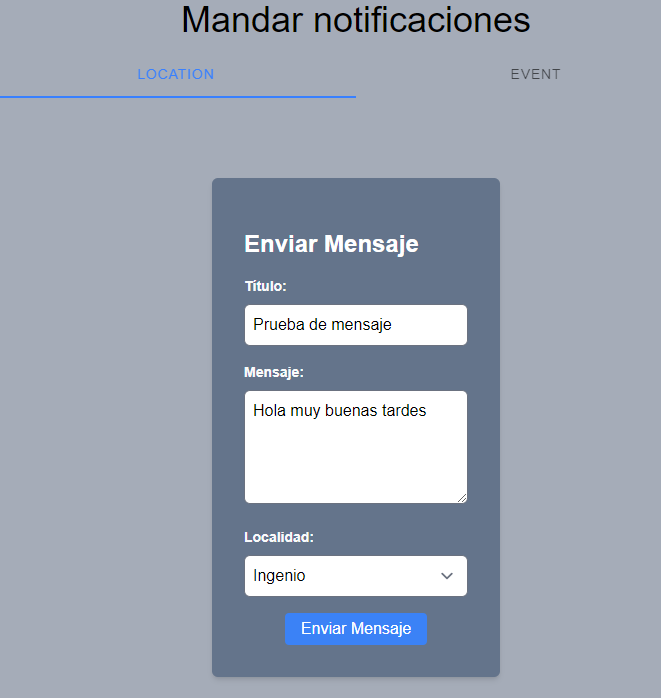 Mandar notificaciones
LOCATION
EVENT
Enviar Mensaje
Título:
Prueba de mensaje
Mensaje:
Hola muy buenas tardes
Localidad:
Ingenio
Enviar Mensaje